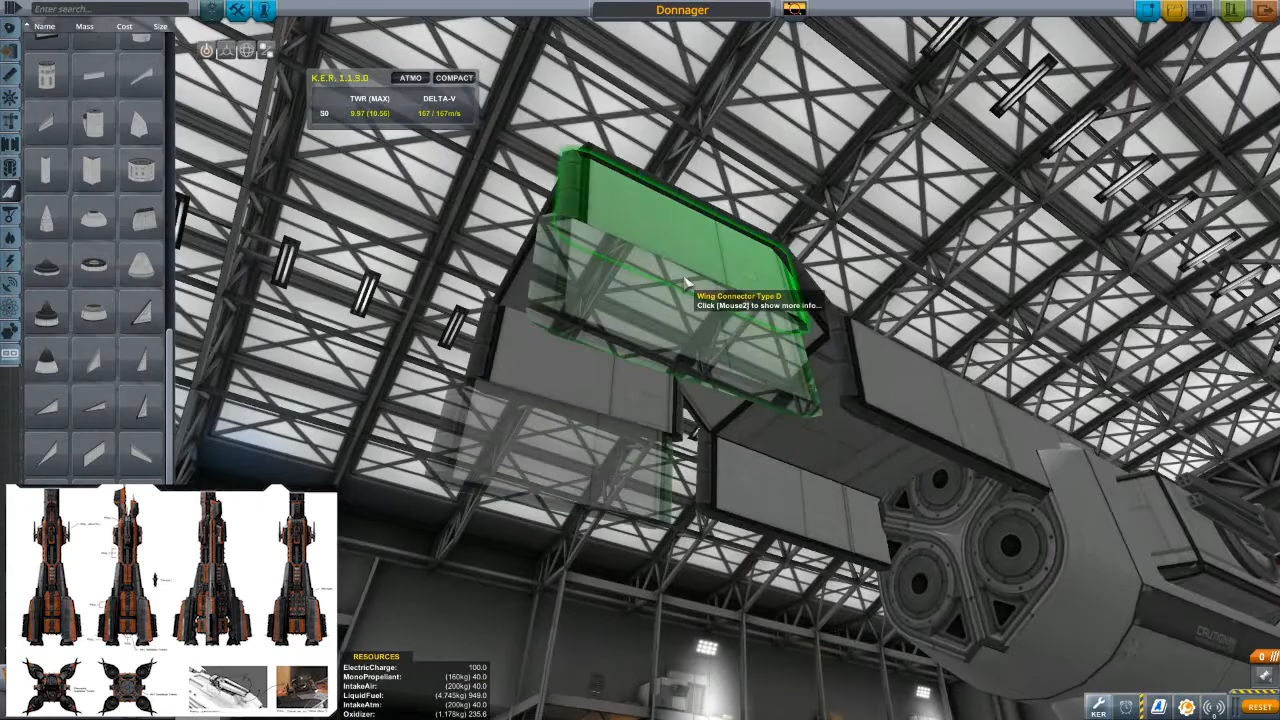 Enter search...
Donnager
Name Mass Cost Size
K.E.R. 1.1.3.0 ATMO COMPACT
TWR (MAX) DELTA-V
S0 9.97 (10.56) 167 / 167m/s
Wing Connector Type D
Click [Mouse2] to show more info...
CAUTION
RESOURCES
ElectricCharge: 100.0
MonoPropellant: (160kg) 40.0
IntakeAir: (200kg) 40.0
LiquidFuel: (4,745kg) 949.0
IntakeAtm: (200kg) 40.0
Oxidizer: (1,178kg) 235.6
0
KER
RESET